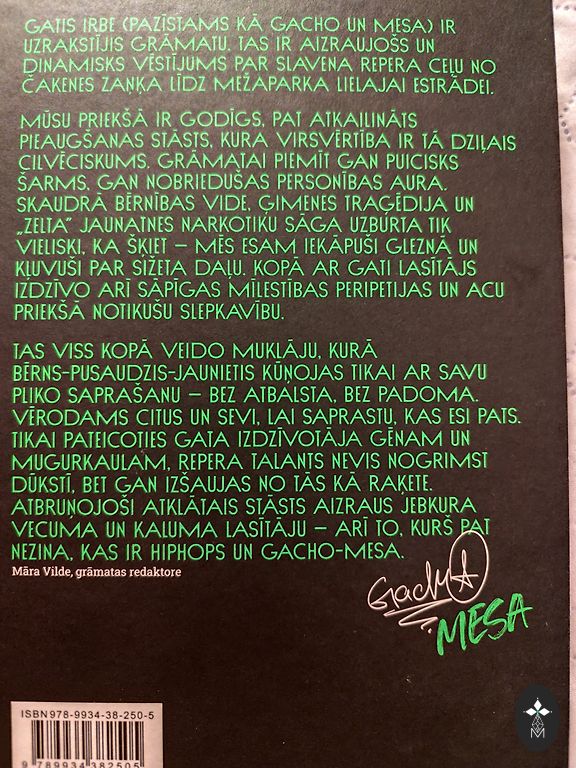 GATIS IRBE (PAZĪSTAMS KĀ GACHO UN MESA) IR
UZRAKSTĪJIS GRĀMATU. TAS IR AIZRAUJOŠS UN
DINAMISKS VĒSTĪJUMS PAR SLAVENA REPERA CEĻU NO
ČAKENES ZAŅĶA LĪDZ MEŽAPARKA LIELAJAI ESTRĀDEI.
MŪSU PRIEKŠĀ IR GODĪGS, PAT ATKAILINĀTS
PIEAUGŠANAS STĀSTS, KURA VIRSVĒRTĪBA IR TĀ DZIĻAIS
CILVĒCISKUMS. GRĀMATAI PIEMĪT GAN PUICISKS
ŠARMS, GAN NOBRIEDUŠAS PERSONĪBAS AURA.
SKAUDRĀ BĒRNĪBAS VIDE, ĢIMENES TRAĢĒDIJA UN
„ZELTA” JAUNATNES NARKOTIKU SĀGA UZBURTA TIK
VIELISKI, KA ŠĶIET – MĒS ESAM IEKĀPUŠI GLEZNĀ UN
KĻUVUŠI PAR SIŽETA DAĻU. KOPĀ AR GATI LASĪTĀJS
IZDZĪVO ARĪ SĀPĪGAS MĪLESTĪBAS PERIPETIJAS UN ACU
PRIEKŠĀ NOTIKUŠU SLEPKAVĪBU.
TAS VISS KOPĀ VEIDO MUKLĀJU, KURĀ
BĒRNS-PUSAUDZIS-JAUNIETIS KŪŅOJAS TIKAI AR SAVU
PLIKO SAPRAŠANU – BEZ ATBALSTA, BEZ PADOMA.
VĒRODAMS CITUS UN SEVI, LAI SAPRASTU, KAS ESI PATS.
TIKAI PATEICOTIES GATA IZDZĪVOTĀJA GĒNAM UN
MUGURKAULAM, REPERA TALANTS NEVIS NOGRIMST
DŪKSTĪ, BET GAN IZŠAUJAS NO TĀS KĀ RAĶETE.
ATBRUŅOJOŠI ATKLĀTAIS STĀSTS AIZRAUS JEBKURA
VECUMA UN KALUMA LASĪTĀJU – ARĪ TO, KURŠ PAT
NEZINA, KAS IR HIPHOPS UN GACHO-MESA.
Māra Vilde, grāmatas redaktore
GachA
MESA
ISBN 978-9934-38-250-5
9 789934 382505
M